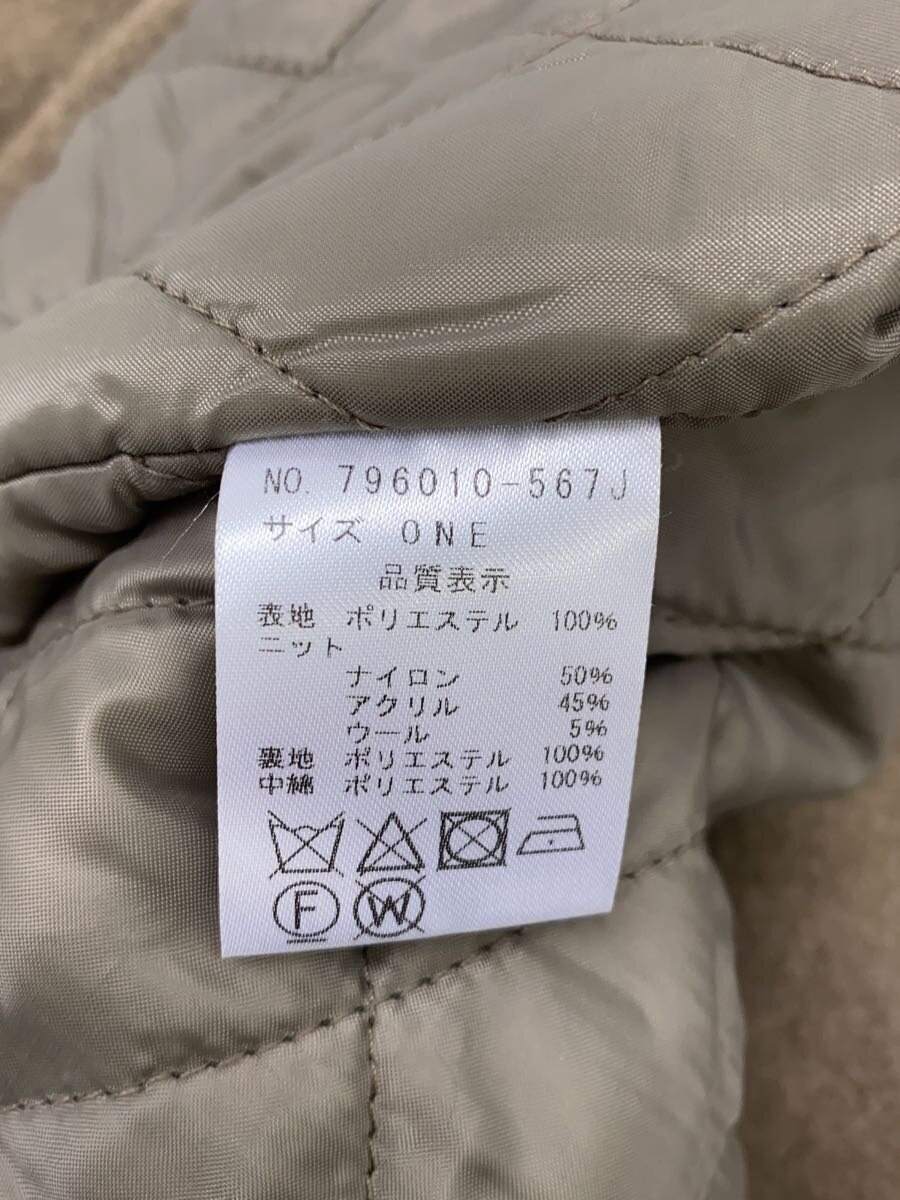 NO. 796010-567J
サイズ ONE
品質表示
表地 ポリエステル 100%
ニット
ナイロン 50%
アクリル 45%
ウール 5%
裏地 ポリエステル 100%
中綿 ポリエステル 100%
F W